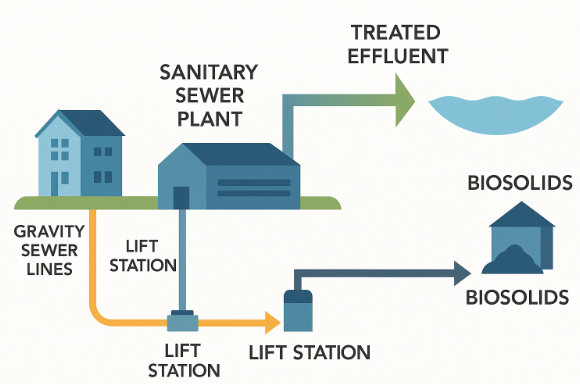 TREATED
EFFLUENT
SANITARY
SEWER
PLANT
BIOSOLIDS
GRAVITY
SEWER
LINES
LIFT
STATION
BIOSOLIDS
LIFT
STATION
LIFT STATION